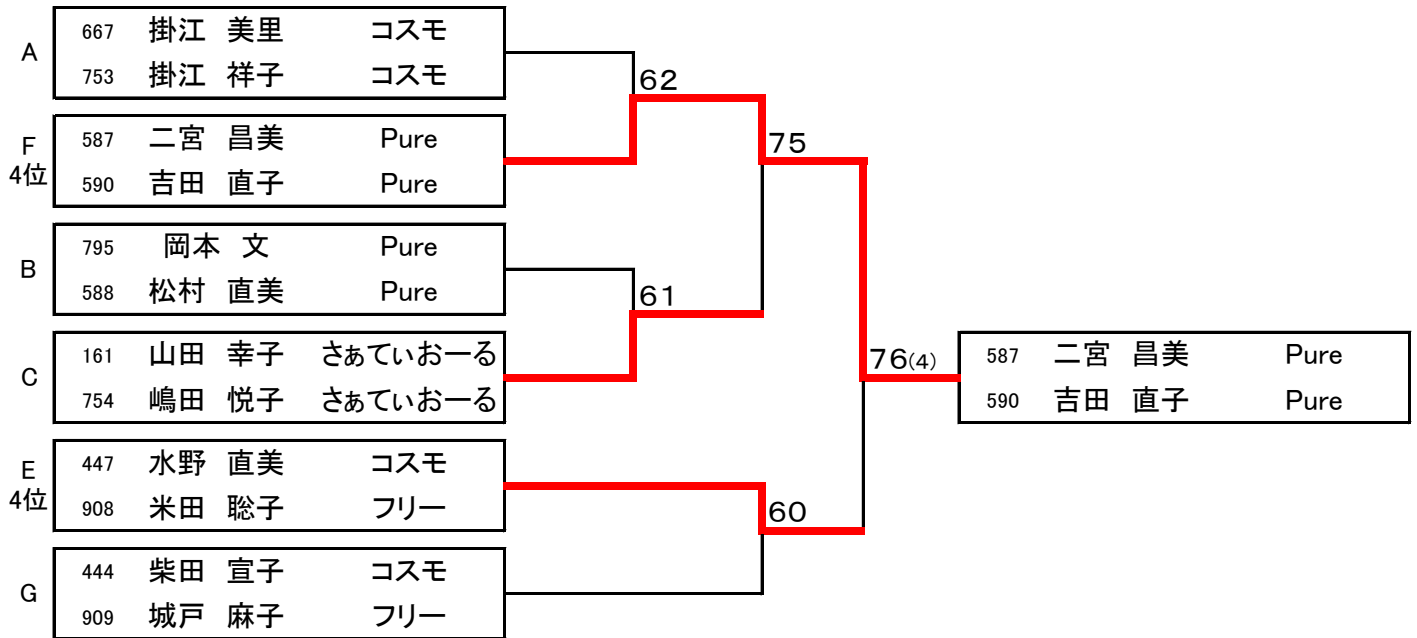 A
667 掛江 美里 コスモ
753 掛江 祥子 コスモ
62
F
4位
587 二宮 昌美 Pure
590 吉田 直子 Pure
75
B
795 岡本 文 Pure
588 松村 直美 Pure
61
C
161 山田 幸子 さぁてぃおーる
754 嶋田 悦子 さぁてぃおーる
76(4)
587 二宮 昌美 Pure
590 吉田 直子 Pure
E
4位
447 水野 直美 コスモ
908 米田 聡子 フリー
60
G
444 柴田 宣子 コスモ
909 城戸 麻子 フリー